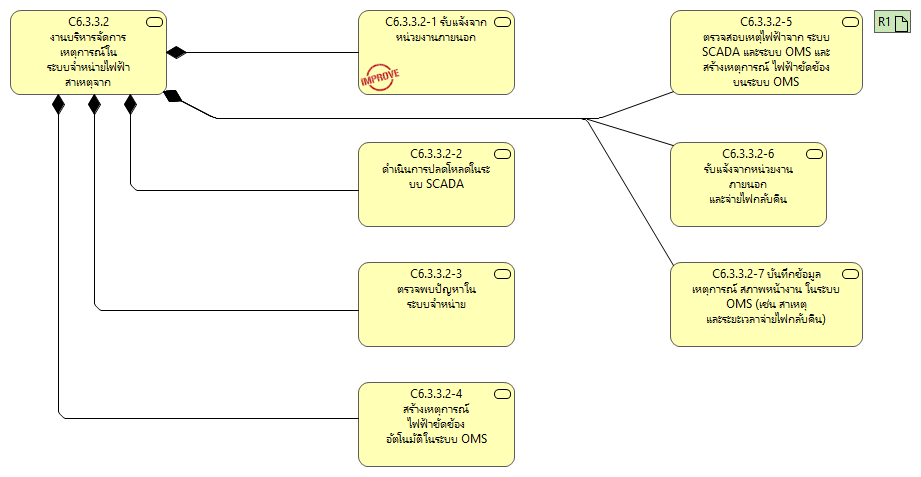 C6.3.3.2
งานบริหารจัดการ
เหตุการณ์ใน
ระบบจำหน่ายไฟฟ้า
สาเหตุจาก
C6.3.3.2-1 รับแจ้งจาก
หน่วยงานภายนอก
IMPROVE
C6.3.3.2-2
ดำเนินการปลดโหลดในระ
บบ SCADA
C6.3.3.2-3
ตรวจพบปัญหาใน
ระบบจำหน่าย
C6.3.3.2-4
สร้างเหตุการณ์
ไฟฟ้าขัดข้อง
อัตโนมัติในระบบ OMS
C6.3.3.2-5
ตรวจสอบเหตุไฟฟ้าจาก ระบบ
SCADA และระบบ OMS และ
สร้างเหตุการณ์ ไฟฟ้าขัดข้อง
บนระบบ OMS
C6.3.3.2-6
รับแจ้งจากหน่วยงาน
ภายนอก
และจ่ายไฟกลับคืน
C6.3.3.2-7 บันทึกข้อมูล
เหตุการณ์ สภาพหน้างาน ในระบบ
OMS (เช่น สาเหตุ
และระยะเวลาจ่ายไฟกลับคืน)
R1